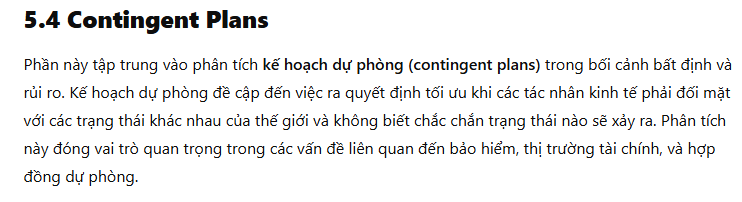 5.4 Contingent Plans
Phần này tập trung vào phân tích kế hoạch dự phòng (contingent plans) trong bối cảnh bất định và
rủi ro. Kế hoạch dự phòng đề cập đến việc ra quyết định tối ưu khi các tác nhân kinh tế phải đối mặt
với các trạng thái khác nhau của thế giới và không biết chắc chắn trạng thái nào sẽ xảy ra. Phân tích
này đóng vai trò quan trọng trong các vấn đề liên quan đến bảo hiểm, thị trường tài chính, và hợp
đồng dự phòng.